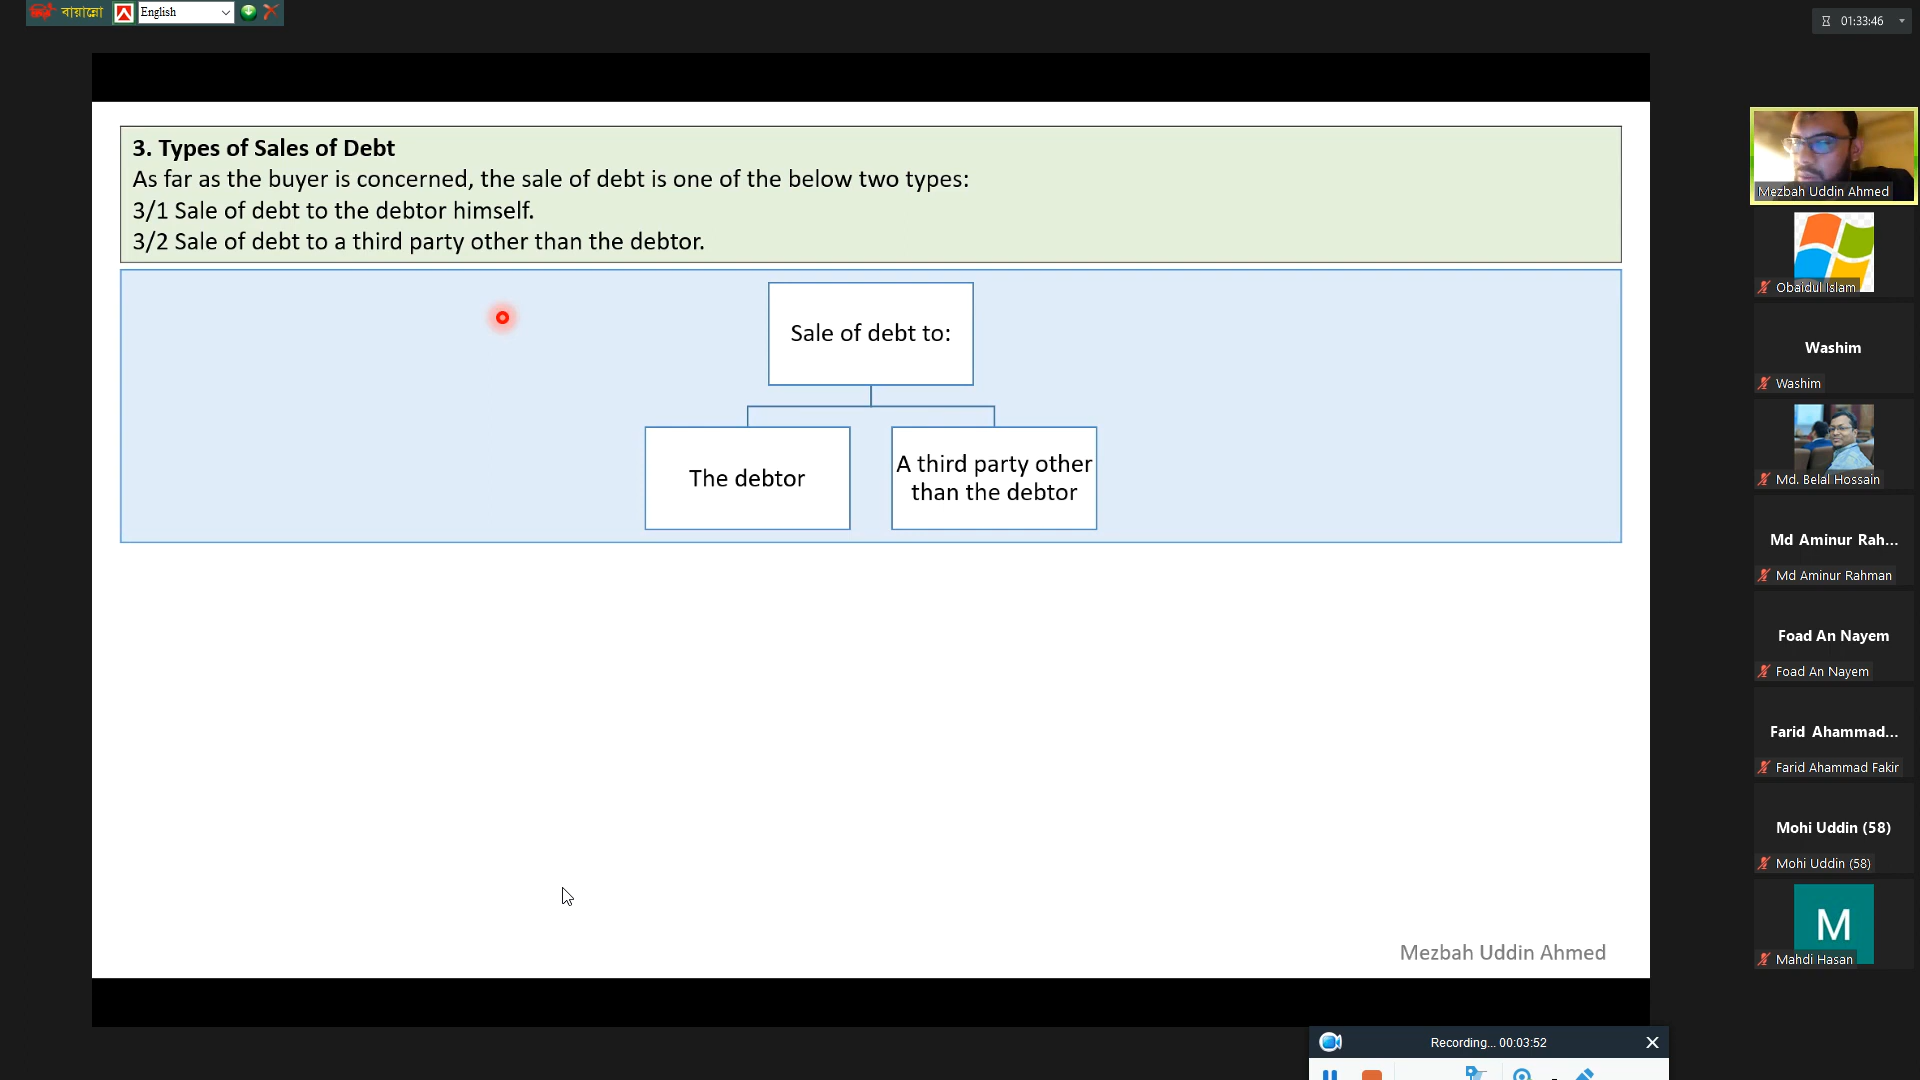 বায়ান্নো English
01:33:46
3. Types of Sales of Debt
As far as the buyer is concerned, the sale of debt is one of the below two types:
3/1 Sale of debt to the debtor himself.
3/2 Sale of debt to a third party other than the debtor.
Sale of debt to:
The debtor
A third party other
than the debtor
Mezbah Uddin Ahmed
Mezbah Uddin Ahmed
Obaidul Islam
Washim
Washim
Md. Belal Hossain
Md Aminur Rah...
Md Aminur Rahman
Foad An Nayem
Foad An Nayem
Farid Ahammad...
Farid Ahammad Fakir
Mohi Uddin (58)
Mohi Uddin (58)
M
Mahdi Hasan
Recording... 00:03:52